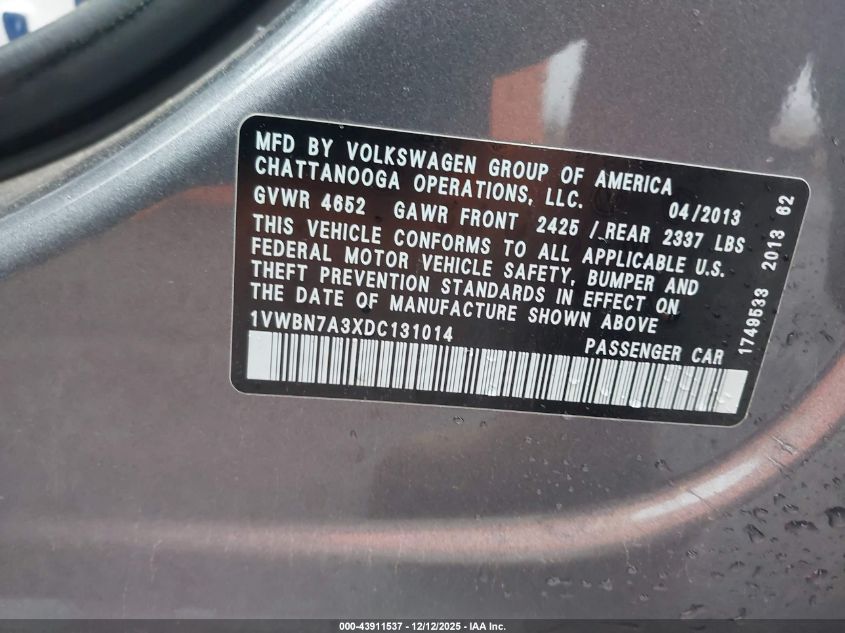 MFD BY VOLKSWAGEN GROUP OF AMERICA
CHATTANOOGA OPERATIONS, LLC.
04/2013
GVWR 4652 GAWR FRONT 2425 /.REAR 2337 LBS
THIS VEHICLE CONFORMS TO ALL APPLICABLE U.S.
FEDERAL MOTOR VEHICLE SAFETY, BUMPER AND
THEFT PREVENTION STANDARDS IN EFFECT ON
THE DATE OF MANUFACTURE SHOWN ABOVE
1VWBN7A3XDC131014
PASSENGER CAR
1749533 2013 62
000-43911537 - 12/12/2025 - IAA Inc.